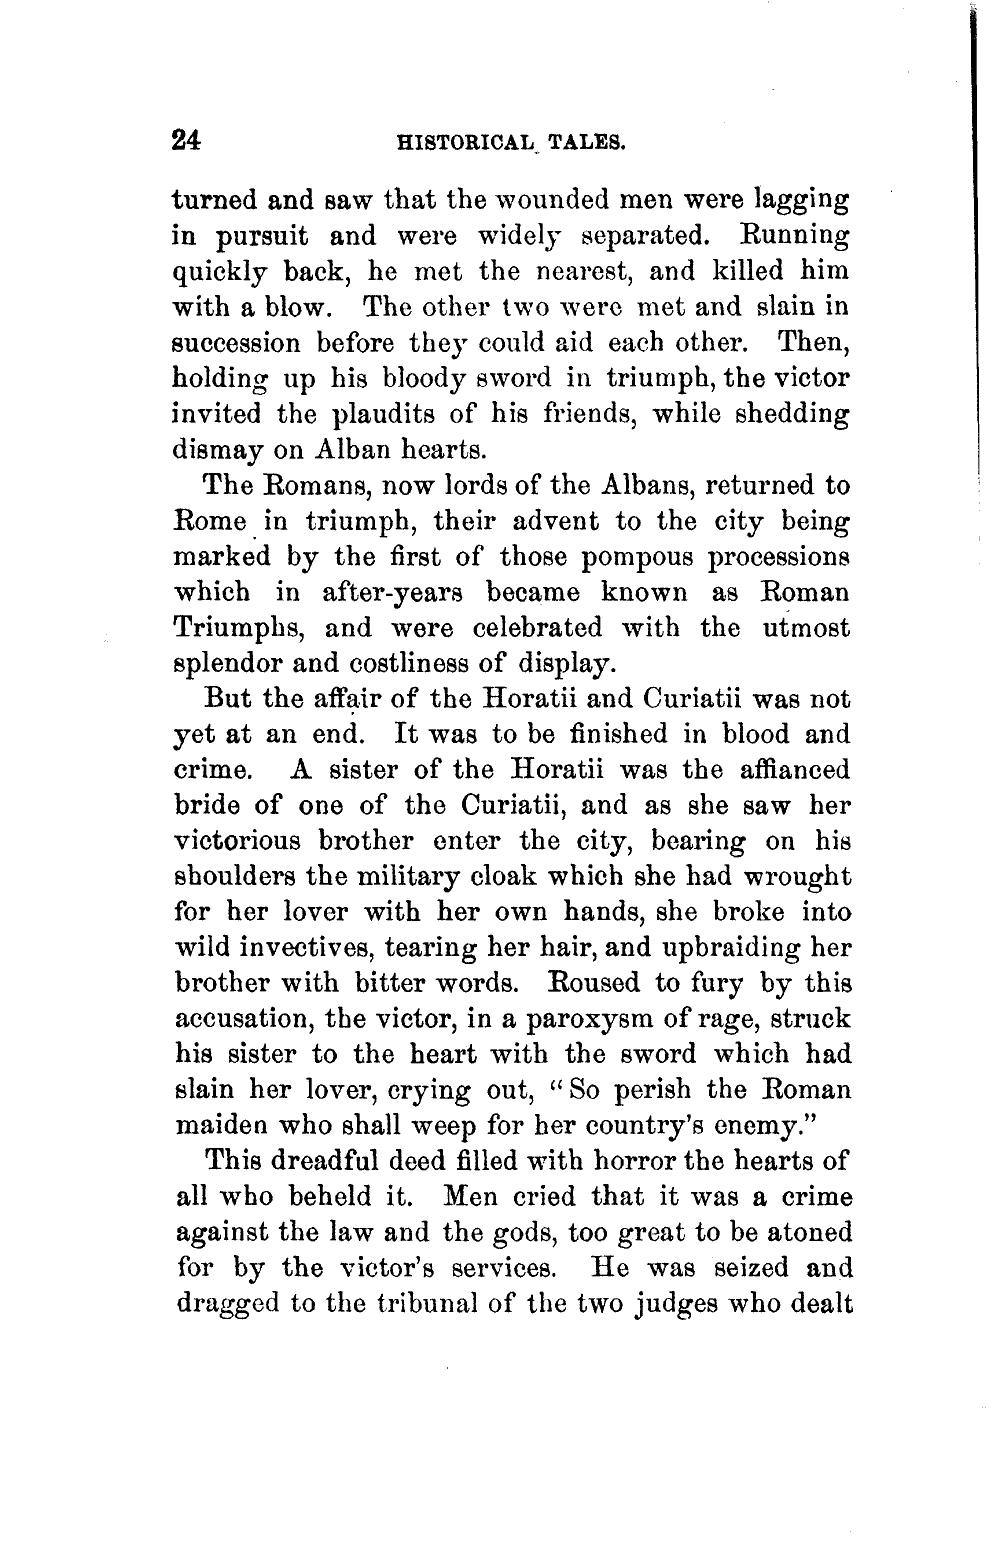 24 HISTORICAL TALES.
turned and saw that the wounded men were lagging
in pursuit and were widely separated. Running
quickly back, he met the nearest, and killed him
with a blow. The other two were met and slain in
succession before they could aid each other. Then,
holding up his bloody sword in triumph, the victor
invited the plaudits of his friends, while shedding
dismay on Alban hearts.
The Romans, now lords of the Albans, returned to
Rome in triumph, their advent to the city being
marked by the first of those pompous processions
which in after-years became known as Roman
Triumphs, and were celebrated with the utmost
splendor and costliness of display.
But the affair of the Horatii and Curiatii was not
yet at an end. It was to be finished in blood and
crime. A sister of the Horatii was the affianced
bride of one of the Curiatii, and as she saw her
victorious brother enter the city, bearing on his
shoulders the military cloak which she had wrought
for her lover with her own hands, she broke into
wild invectives, tearing her hair, and upbraiding her
brother with bitter words. Roused to fury by this
accusation, the victor, in a paroxysm of rage, struck
his sister to the heart with the sword which had
slain her lover, crying out, “So perish the Roman
maiden who shall weep for her country's enemy.”
This dreadful deed filled with horror the hearts of
all who beheld it. Men cried that it was a crime
against the law and the gods, too great to be atoned
for by the victor's services. He was seized and
dragged to the tribunal of the two judges who dealt